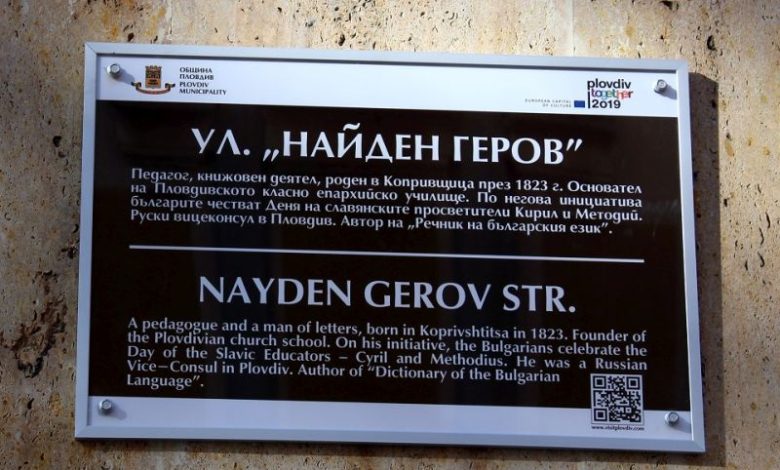 ОБЩИНА
ПЛОВДИВ
PLOVDIV
MUNICIPALITY
EUROPEAN CAPITAL
OF CULTURE
plovdiv
together
2019
УЛ. „НАЙДЕН ГЕРОВ”
Педагог, книжовен деятел, роден в Копривщица през 1823 г. Основател
на Пловдивското класно епархийско училище. По негова инициатива
българите честват Деня на славянските просветители Кирил и Методий.
Руски вицеконсул в Пловдив. Автор на „Речник на българския език”.
NAYDEN GEROV STR.
A pedagogue and a man of letters, born in Koprivshtitsa in 1823. Founder of
the Plovdivian church school. On his initiative, the Bulgarians celebrate the
Day of the Slavic Educators – Cyril and Methodius. He was a Russian
Vice–Consul in Plovdiv. Author of “Dictionary of the Bulgarian
Language”.
www.visitplovdiv.com